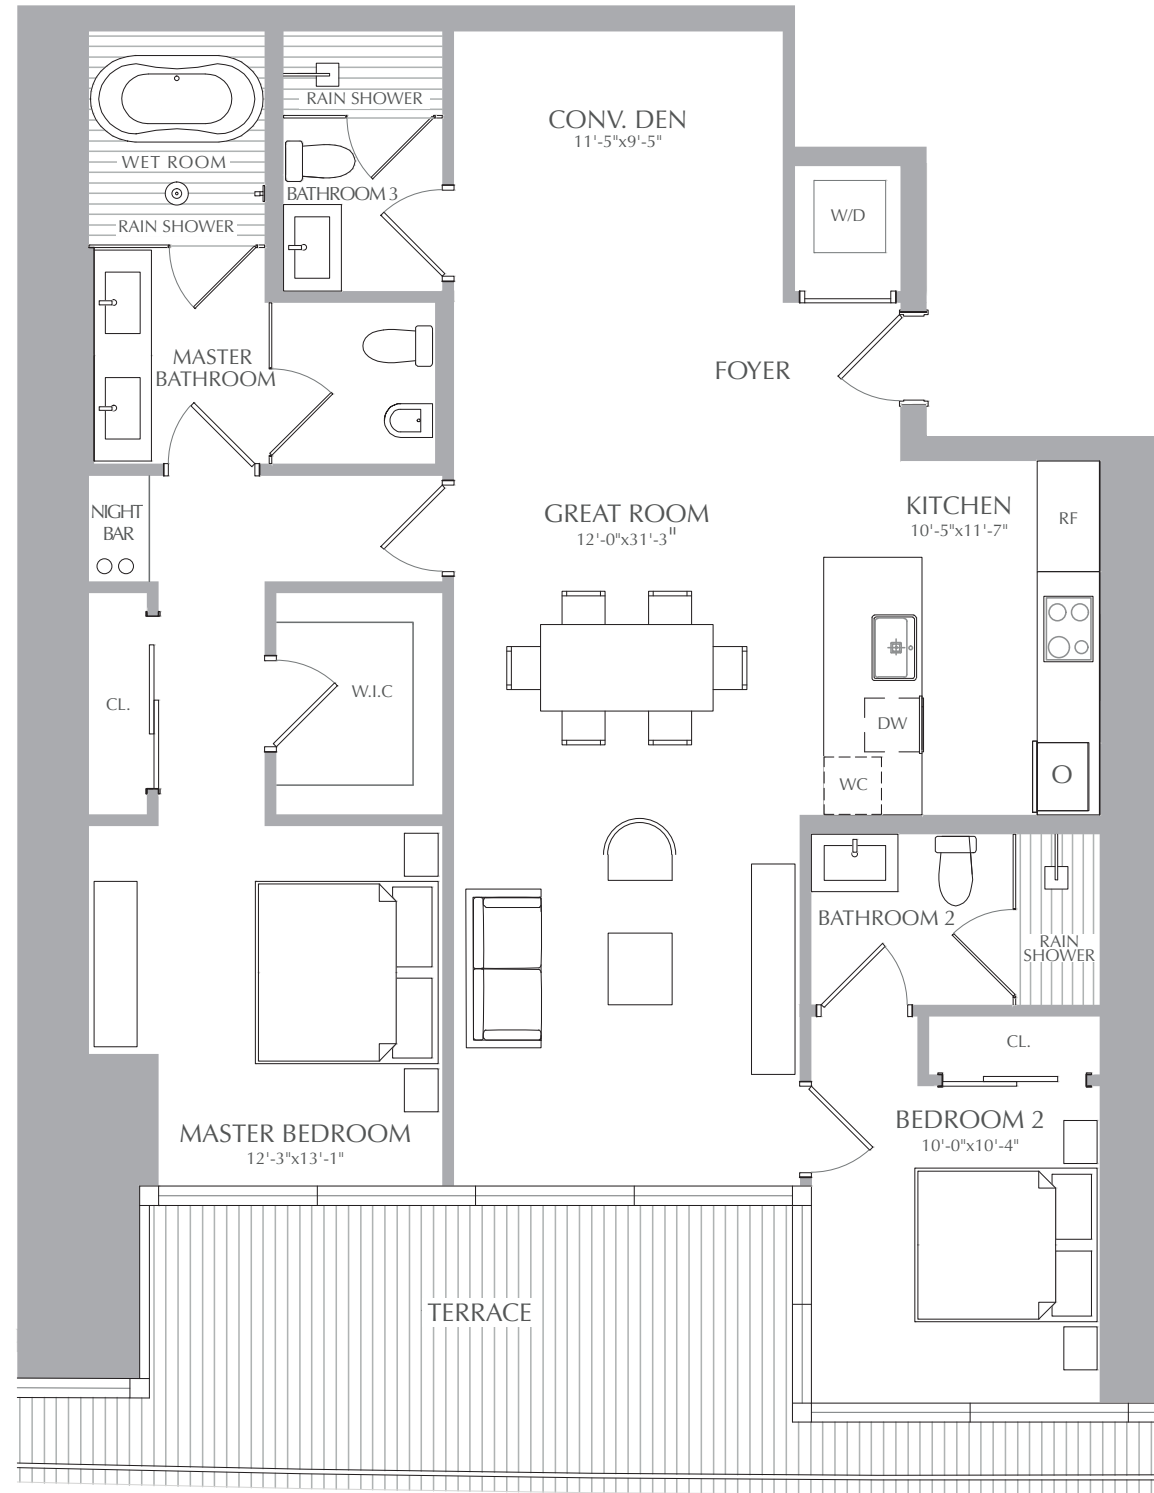 RAIN SHOWER
CONV. DEN
11'-5"x9'-5"
WET ROOM
BATHROOM 3
W/D
RAIN SHOWER
MASTER
BATHROOM
FOYER
NIGHT
BAR
GREAT ROOM
12'-0"x31'-3"
KITCHEN
10'-5"x11'-7"
RF
CL.
W.I.C
DW
WC
O
BATHROOM 2
RAIN
SHOWER
CL.
MASTER BEDROOM
12'-3"x13'-1"
BEDROOM 2
10'-0"x10'-4"
TERRACE